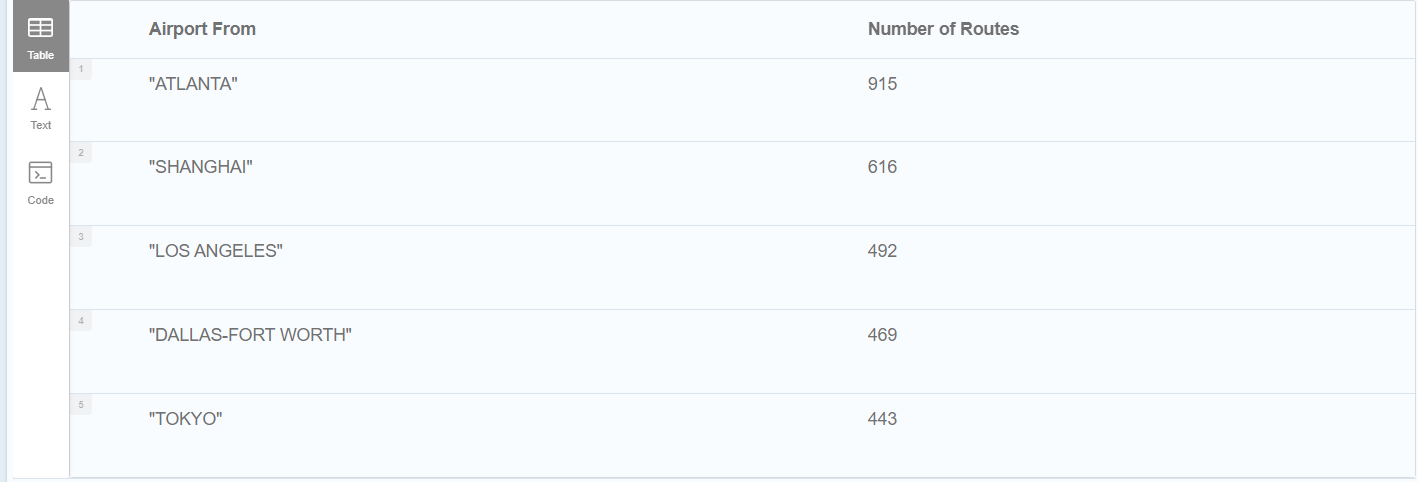 Table
Text
Code
Airport From Number of Routes
1
"ATLANTA" 915
2
"SHANGHAI" 616
3
"LOS ANGELES" 492
4
"DALLAS-FORT WORTH" 469
5
"TOKYO" 443